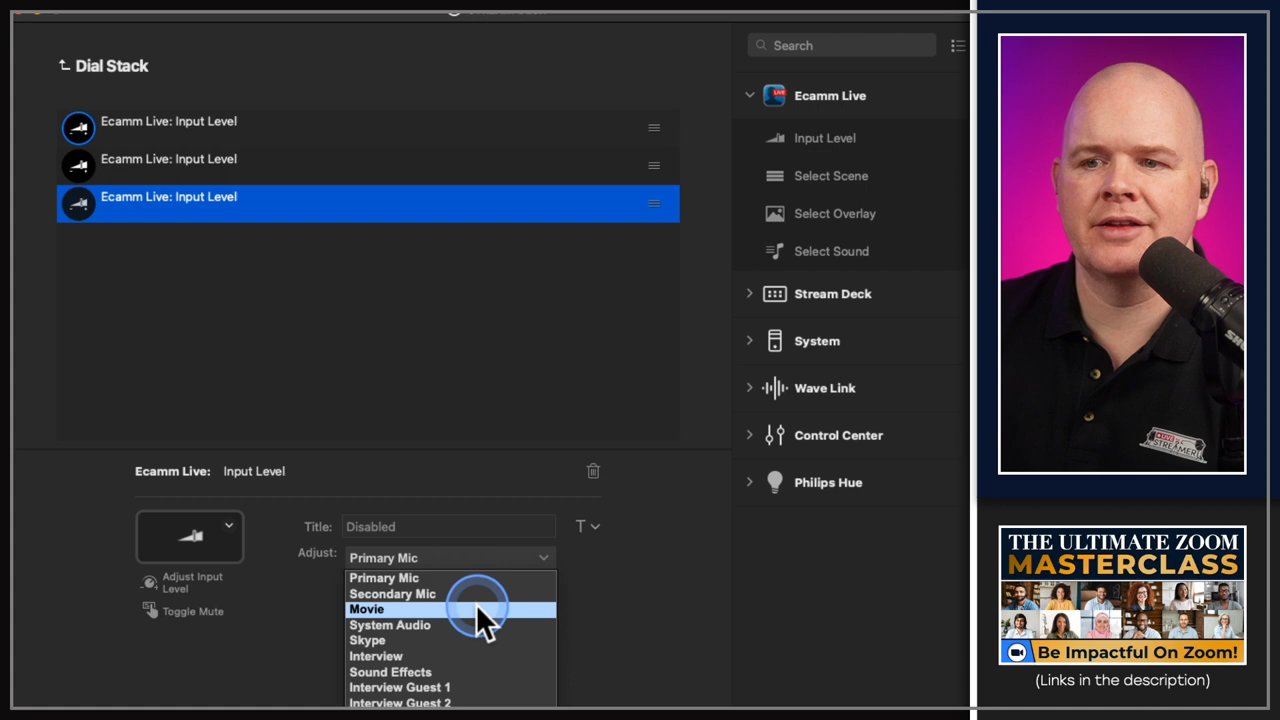 Dial Stack
Ecamm Live: Input Level
Ecamm Live: Input Level
Ecamm Live: Input Level
Search
Ecamm Live
LIVE
Input Level
Select Scene
Select Overlay
Select Sound
Stream Deck
System
Wave Link
Control Center
Philips Hue
Ecamm Live: Input Level
Title: Disabled
T
Adjust: Primary Mic
Adjust Input
Level
Toggle Mute
Primary Mic
Secondary Mic
Movie
System Audio
Skype
Interview
Sound Effects
Interview Guest 1
Interview Guest 2
LIVE
STREAMER
THE ULTIMATE ZOOM
MASTERCLASS
Be Impactful On Zoom!
(Links in the description)